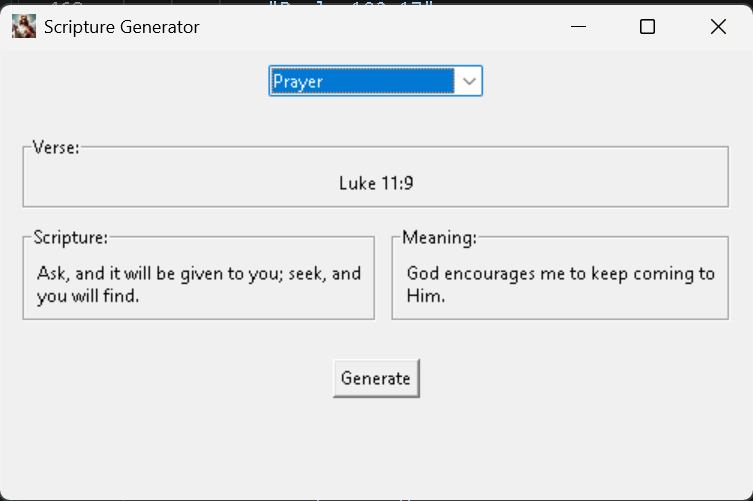 Scripture Generator
Prayer
Verse:
Luke 11:9
Scripture:
Ask, and it will be given to you; seek, and
you will find.
Meaning:
God encourages me to keep coming to
Him.
Generate